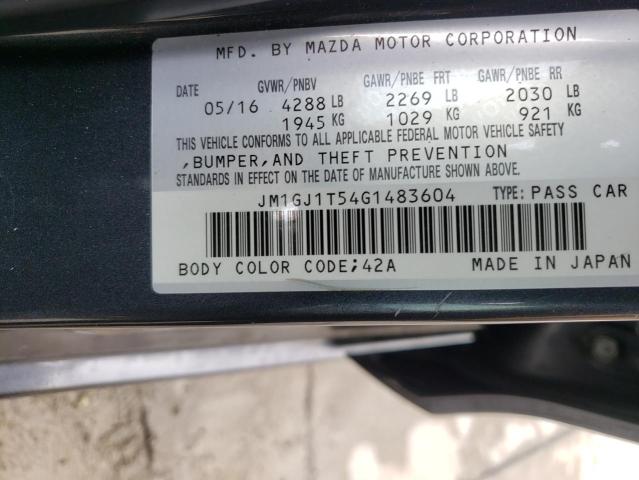 MFD. BY MAZDA MOTOR CORPORATION
DATE GVWR/PNBV GAWR/PNBE FRT GAWR/PNBE RR
05/16 4288 LB 2269 LB 2030 LB
1945 KG 1029 KG 921 KG
THIS VEHICLE CONFORMS TO ALL APPLICABLE FEDERAL MOTOR VEHICLE SAFETY
,BUMPER,AND THEFT PREVENTION
STANDARDS IN EFFECT ON THE DATE OF MANUFACTURE SHOWN ABOVE.
JM1GJ1T54G1483604 TYPE: PASS CAR
BODY COLOR CODE;42A MADE IN JAPAN